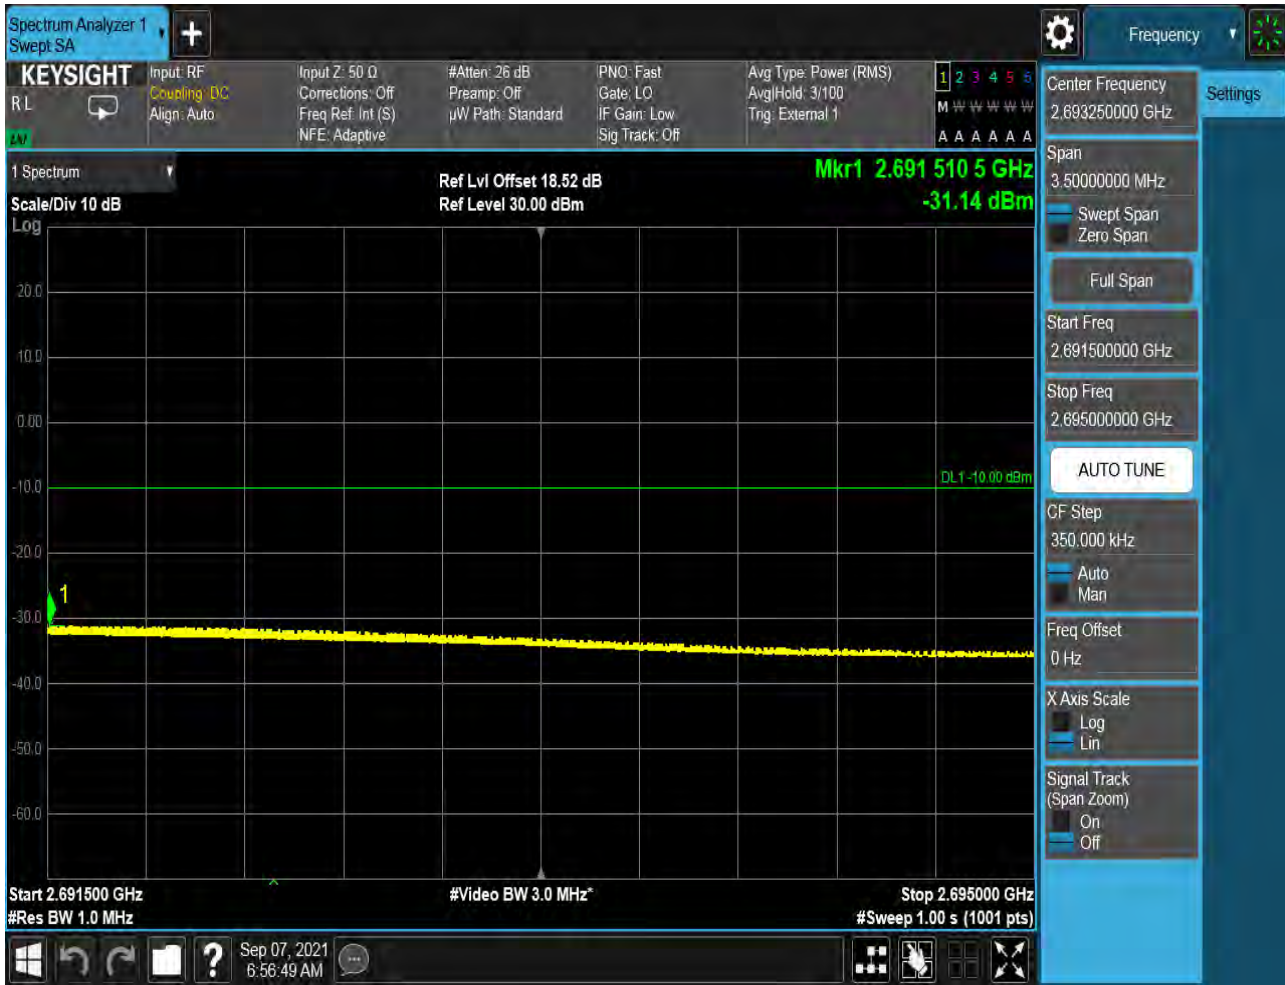 Spectrum Analyzer 1
Swept SA
+
Frequency
KEYSIGHT
R L
Input: RF
Coupling: DC
Align: Auto
Input Z: 50 Ω
Corrections: Off
Freq Ref: Int (S)
NFE: Adaptive
#Atten: 26 dB
Preamp: Off
µW Path: Standard
PNO: Fast
Gate: LO
IF Gain: Low
Sig Track: Off
Avg Type: Power (RMS)
Avg|Hold: 3/100
Trig: External 1
1 2 3 4 5 6
M W W W W W
A A A A A A
1 Spectrum
Scale/Div 10 dB
Log
Ref Lvl Offset 18.52 dB
Ref Level 30.00 dBm
Mkr1 2.691 510 5 GHz
-31.14 dBm
20.0
10.0
0.00
-10.0
-20.0
-30.0
-40.0
-50.0
-60.0
DL1 -10.00 dBm
1
Start 2.691500 GHz
#Res BW 1.0 MHz
#Video BW 3.0 MHz*
Stop 2.695000 GHz
#Sweep 1.00 s (1001 pts)
Center Frequency
2.693250000 GHz
Settings
Span
3.50000000 MHz
Swept Span
Zero Span
Full Span
Start Freq
2.691500000 GHz
Stop Freq
2.695000000 GHz
AUTO TUNE
CF Step
350.000 kHz
Auto
Man
Freq Offset
0 Hz
X Axis Scale
Log
Lin
Signal Track
(Span Zoom)
On
Off
?
Sep 07, 2021
6:56:49 AM